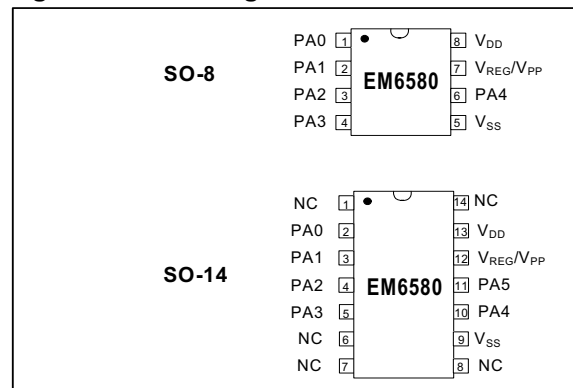 SO-8
PA0 1 8 VDD
PA1 2 EM6580 7 VREG/VPP
PA2 3 6 PA4
PA3 4 5 VSS
SO-14
NC 1 14 NC
PA0 2 13 VDD
PA1 3 12 VREG/VPP
PA2 4 EM6580 11 PA5
PA3 5 10 PA4
NC 6 9 VSS
NC 7 8 NC